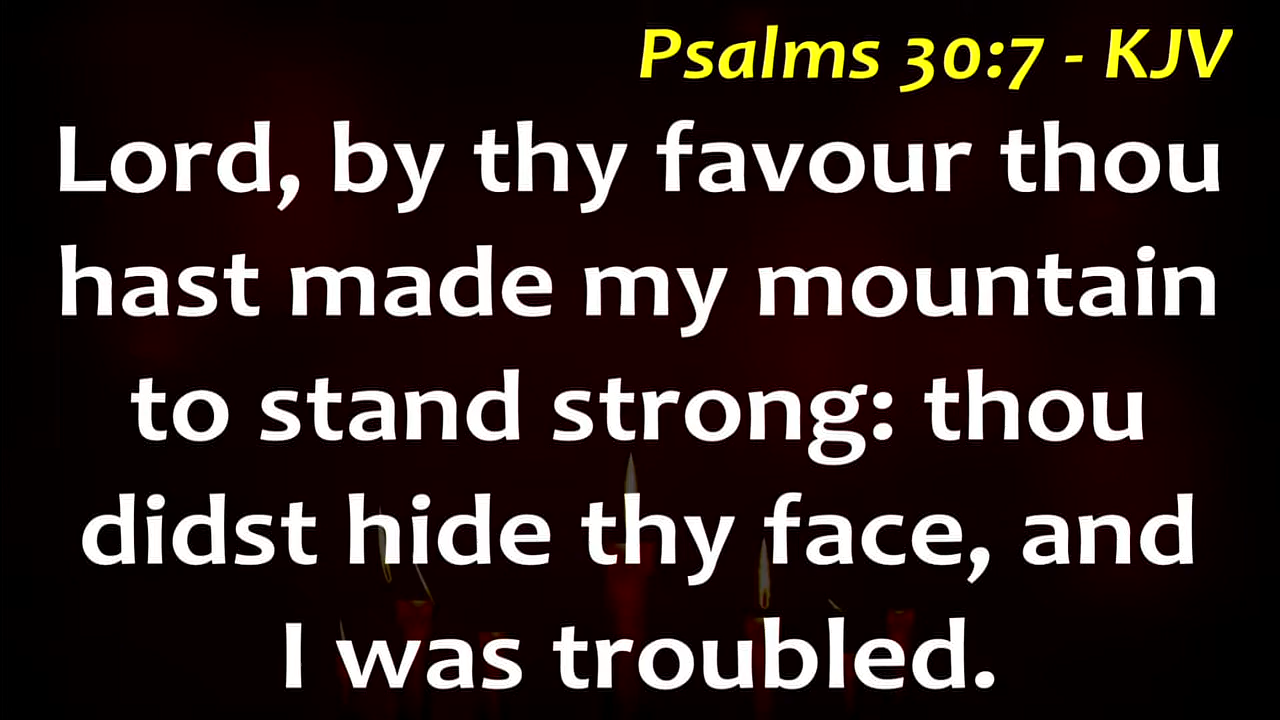 Psalms 30:7 - KJV
Lord, by thy favour thou
hast made my mountain
to stand strong: thou
didst hide thy face, and
I was troubled.